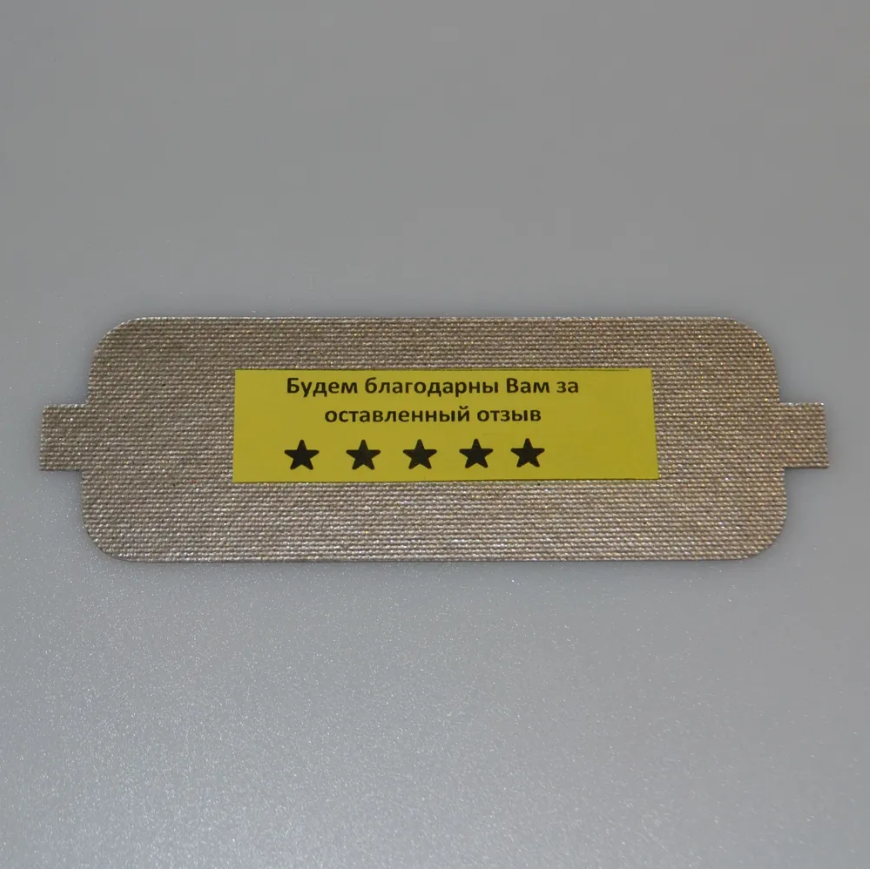 Будем благодарны Вам за
оставленный отзыв
★ ★ ★ ★ ★